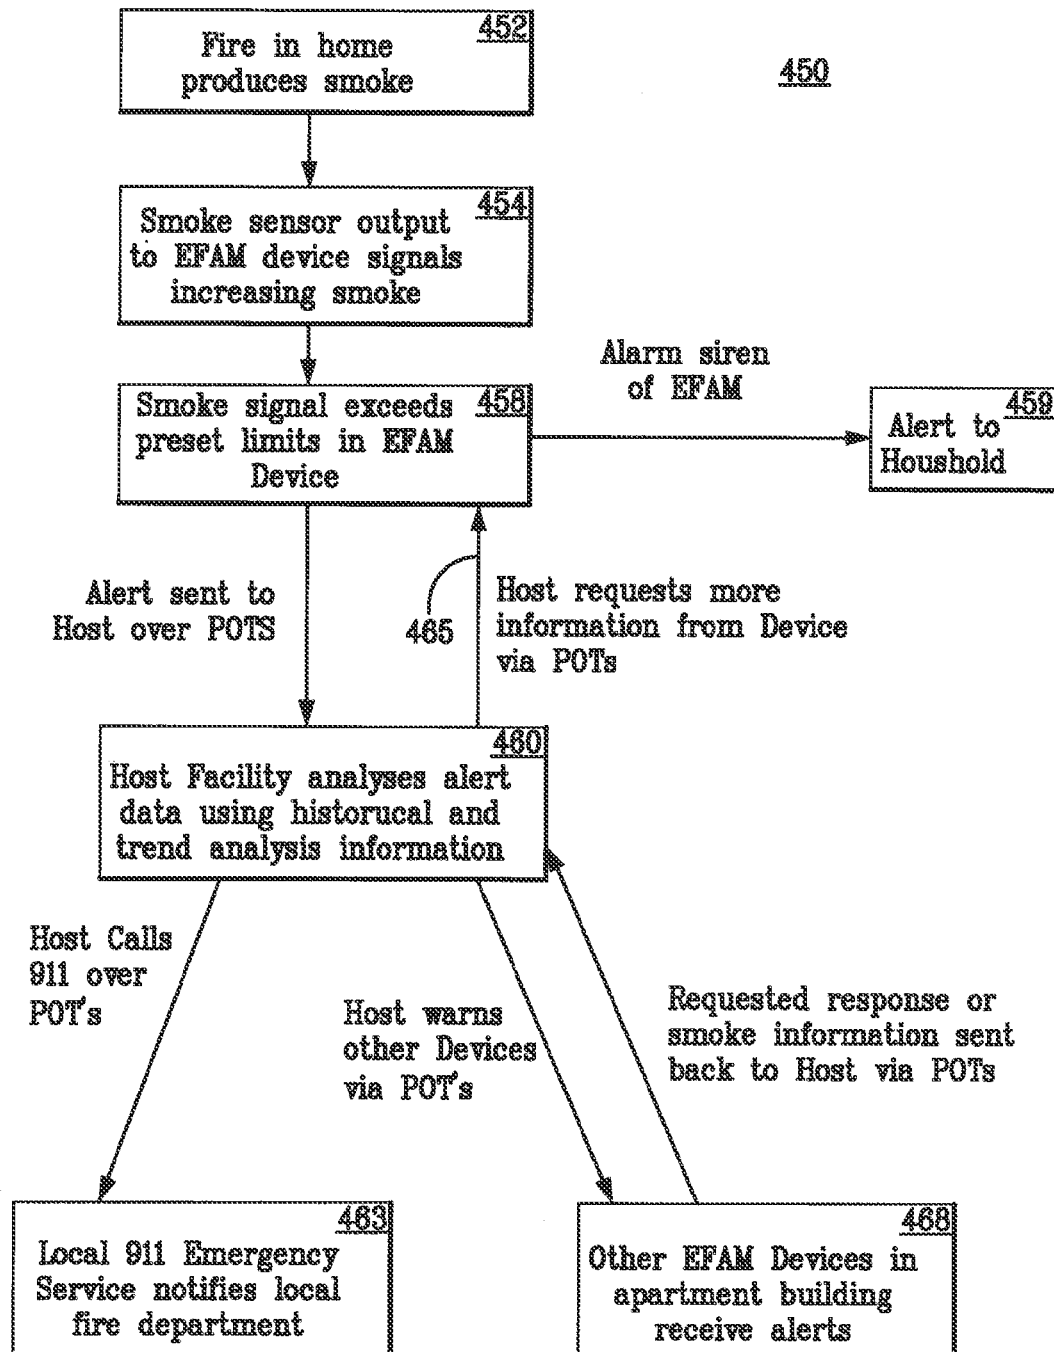 452
Fire in home
produces smoke
450
454
Smoke sensor output
to EFAM device signals
increasing smoke
458
Smoke signal exceeds
preset limits in EFAM
Device
Alarm siren
of EFAM
459
Alert to
Houshold
Alert sent to
Host over POTS
465
Host requests more
information from Device
via POTs
460
Host Facility analyses alert
data using historucal and
trend analysis information
Host Calls
911 over
POT's
Host warns
other Devices
via POT's
Requested response or
smoke information sent
back to Host via POTs
463
Local 911 Emergency
Service notifies local
fire department
468
Other EFAM Devices in
apartment building
receive alerts